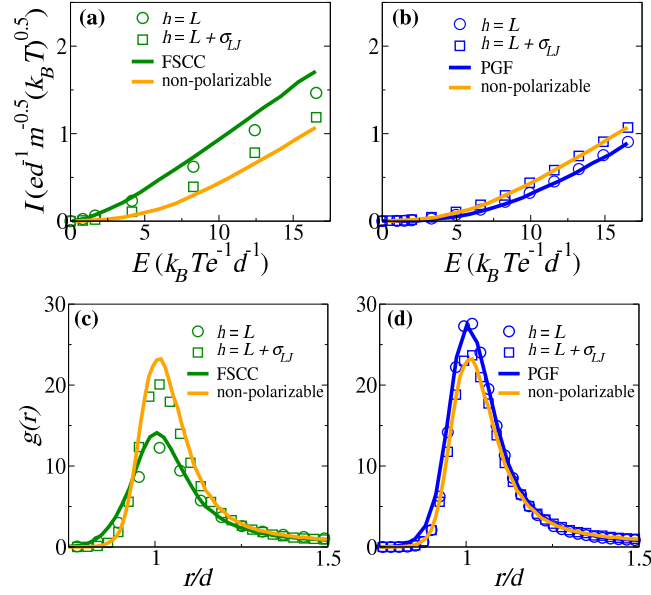 (a)
h = L
h = L + σLJ
FSCC
non-polarizable
I (ed⁻¹ m⁻⁰·⁵(kBT)⁰·⁵)
2
1
0
0 5 10 15
E (kBTe⁻¹d⁻¹)
(b)
h = L
h = L + σLJ
PGF
non-polarizable
2
1
0
0 5 10 15
E (kBTe⁻¹d⁻¹)
(c)
h = L
h = L + σLJ
FSCC
non-polarizable
g(r)
30
20
10
0
1 1.5
r/d
(d)
h = L
h = L + σLJ
PGF
non-polarizable
30
20
10
0
1 1.5
r/d